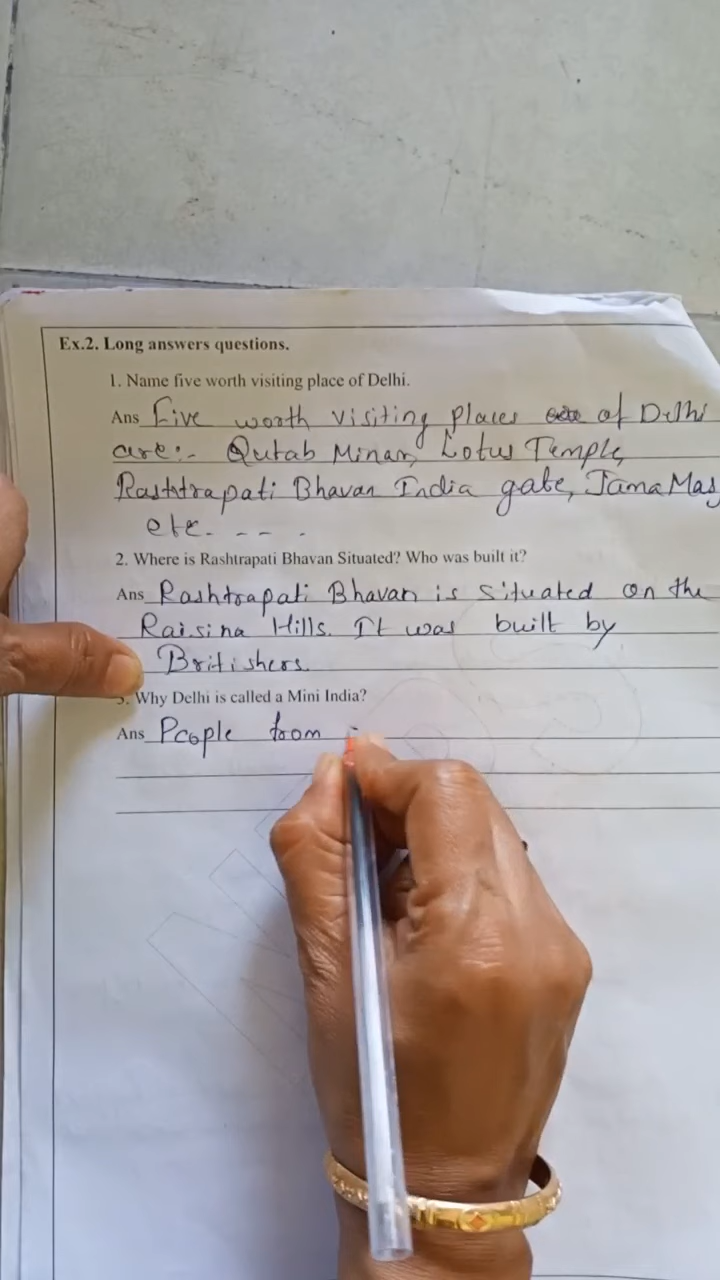 Ex.2. Long answers questions.
1. Name five worth visiting place of Delhi.
Ans Five worth visiting places of Delhi
are:- Qutab Minar, Lotus Temple,
Rashtrapati Bhavan India gate, Jama Mas
etc. - - - .
2. Where is Rashtrapati Bhavan Situated? Who was built it?
Ans Rashtrapati Bhavan is situated on the
Raisina Hills. It was built by
Britishers.
3. Why Delhi is called a Mini India?
Ans People from